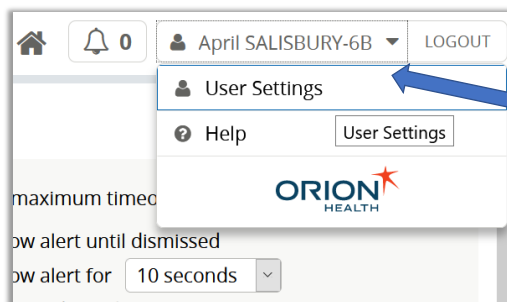 0
April SALISBURY-6B
LOGOUT
User Settings
Help
User Settings
ORION
HEALTH
maximum timeo
ow alert until dismissed
ow alert for 10 seconds